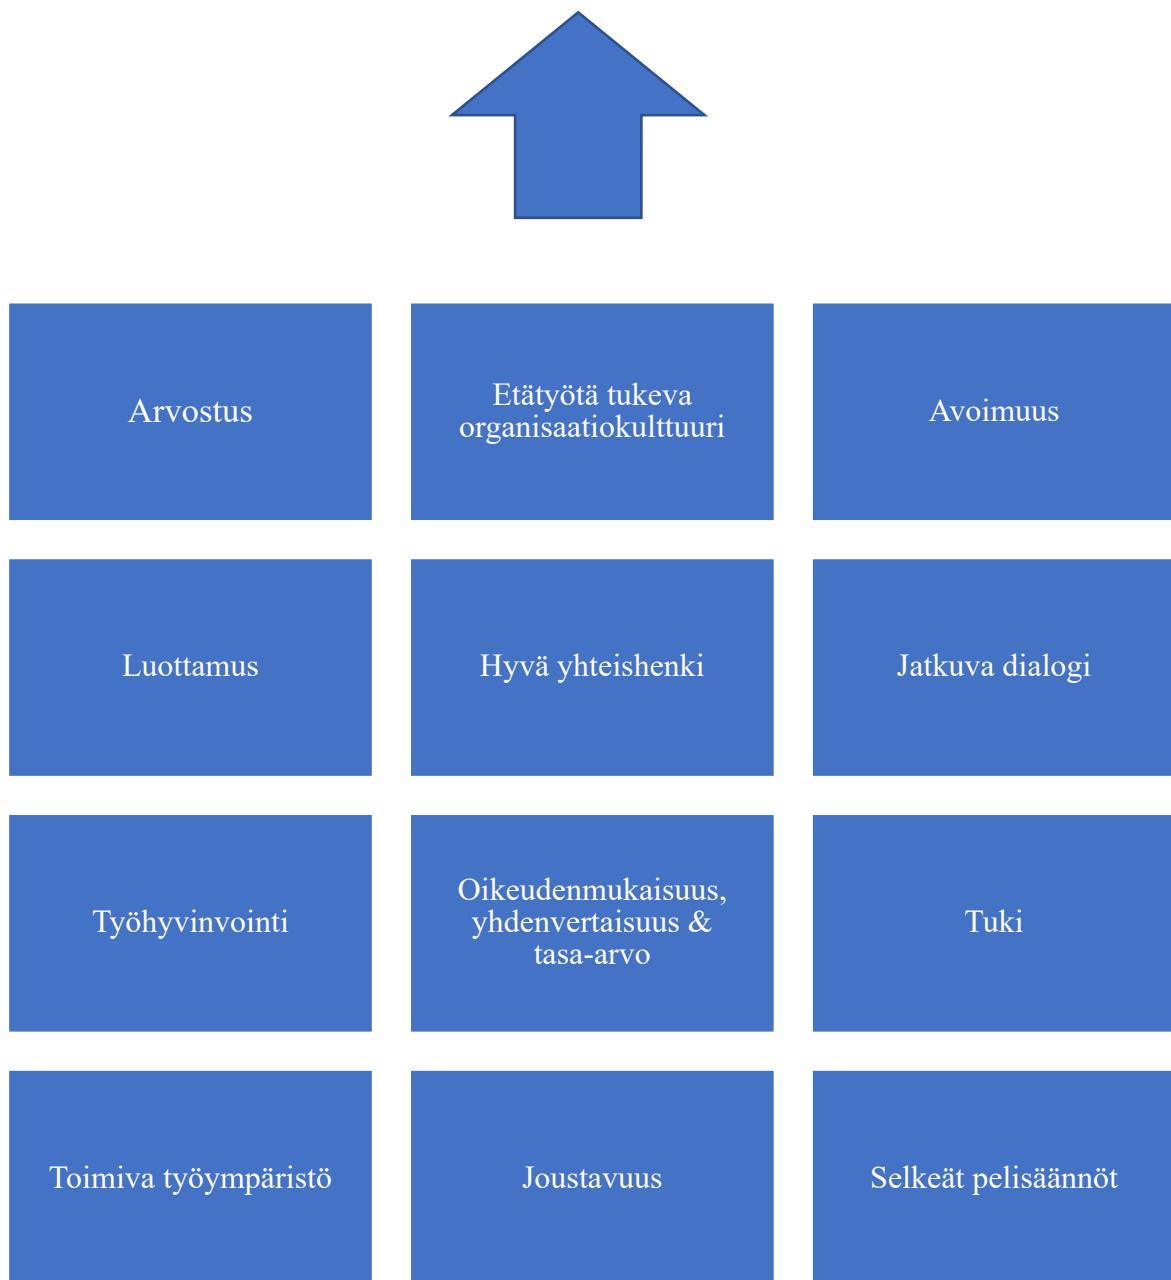 Arvostus
Etätyötä tukeva
organisaatiokulttuuri
Avoimuus
Luottamus
Hyvä yhteishenki
Jatkuva dialogi
Työhyvinvointi
Oikeudenmukaisuus,
yhdenvertaisuus &
tasa-arvo
Tuki
Toimiva työympäristö
Joustavuus
Selkeät pelisäännöt